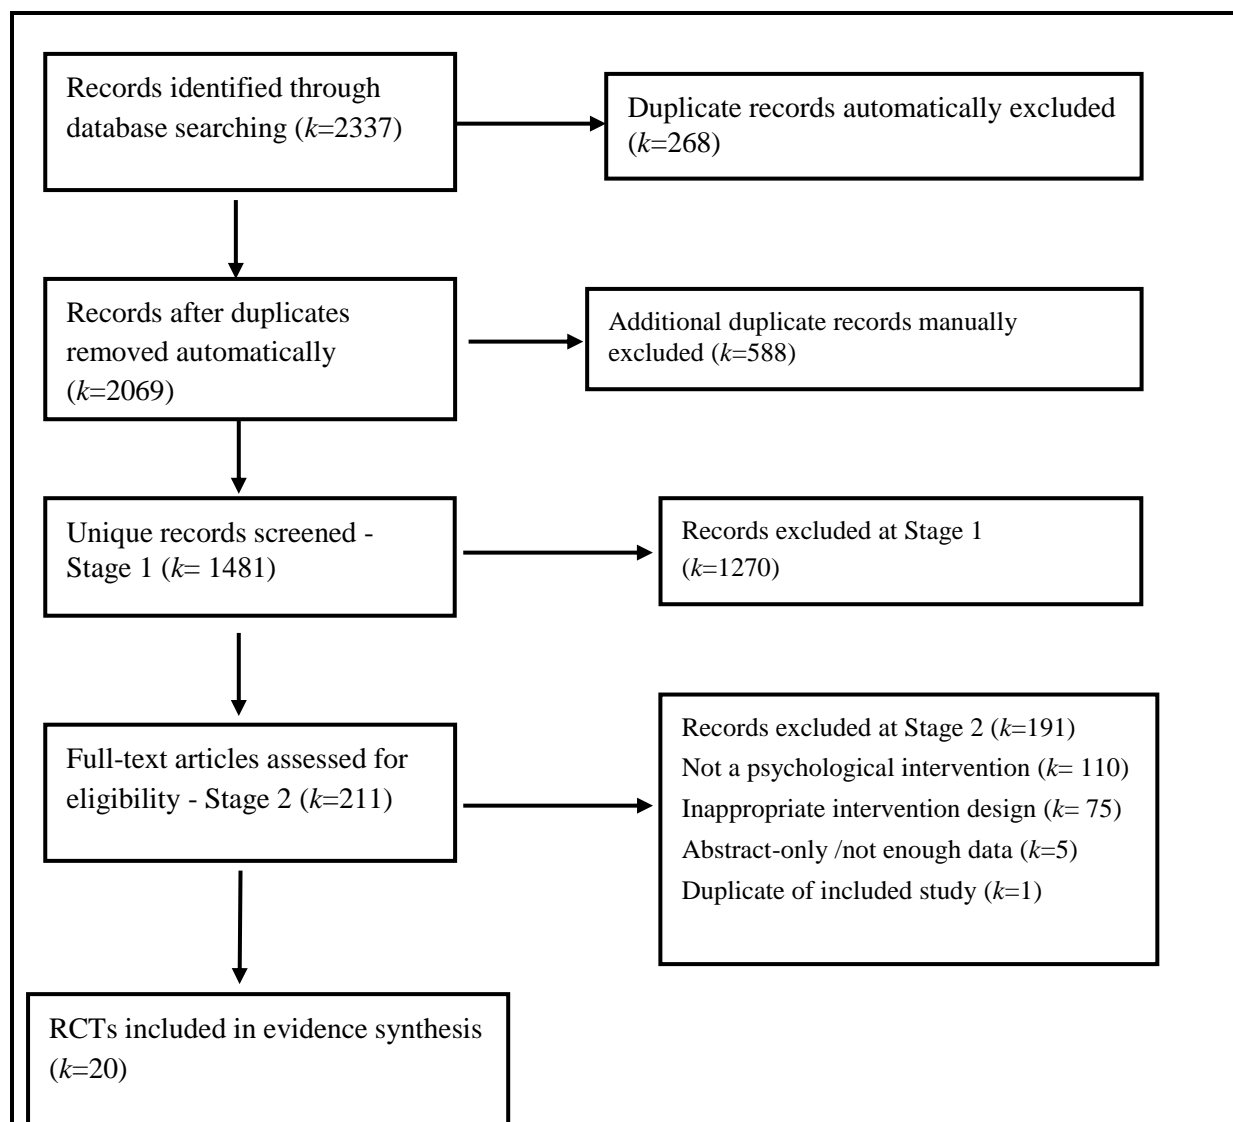 Records identified through
database searching (k=2337)
Duplicate records automatically excluded
(k=268)
Records after duplicates
removed automatically
(k=2069)
Additional duplicate records manually
excluded (k=588)
Unique records screened -
Stage 1 (k= 1481)
Records excluded at Stage 1
(k=1270)
Full-text articles assessed for
eligibility - Stage 2 (k=211)
Records excluded at Stage 2 (k=191)
Not a psychological intervention (k= 110)
Inappropriate intervention design (k= 75)
Abstract-only /not enough data (k=5)
Duplicate of included study (k=1)
RCTs included in evidence synthesis
(k=20)